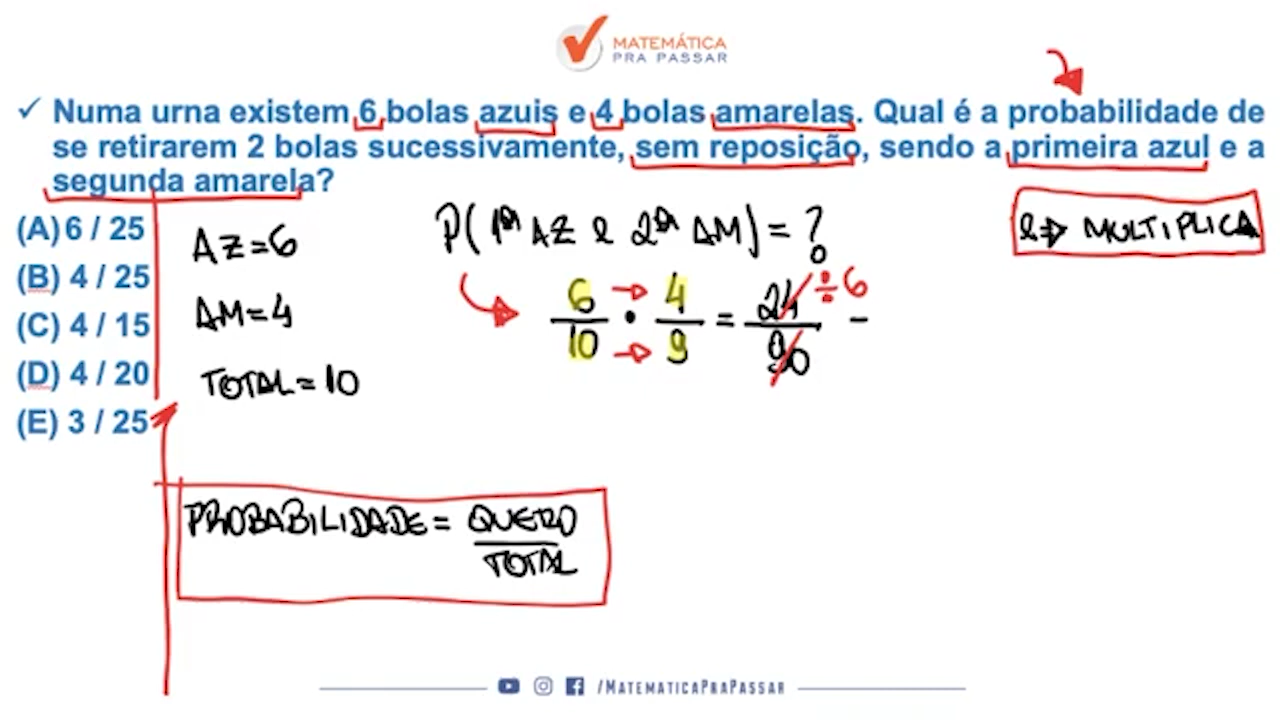 MATEMÁTICA
PRA PASSAR
✓ Numa urna existem 6 bolas azuis e 4 bolas amarelas. Qual é a probabilidade de
se retirarem 2 bolas sucessivamente, sem reposição, sendo a primeira azul e a
segunda amarela?
(A) 6 / 25
(B) 4 / 25
(C) 4 / 15
(D) 4 / 20
(E) 3 / 25
AZ = 6
AM = 4
TOTAL = 10
P(1ª AZ e 2ª AM) = ?
6/10 · 4/9 = 24/90 ÷6 =
e ⇒ MULTIPLICA
PROBABILIDADE = QUERO
TOTAL
/MATEMATICAPRAPASSAR